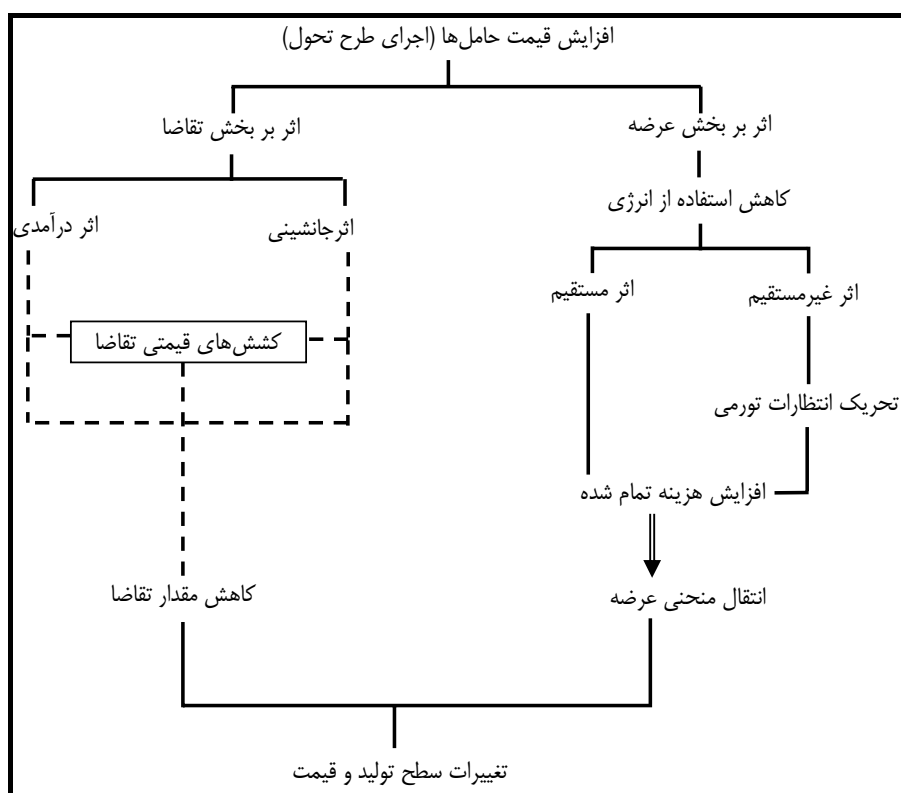 افزایش قیمت حامل‌ها (اجرای طرح تحول)
اثر بر بخش عرضه
اثر بر بخش تقاضا
کاهش استفاده از انرژی
اثرجانشینی
اثر درآمدی
اثر غیرمستقیم
اثر مستقیم
کشش‌های قیمتی تقاضا
تحریک انتظارات تورمی
افزایش هزینه تمام شده
انتقال منحنی عرضه
کاهش مقدار تقاضا
تغییرات سطح تولید و قیمت